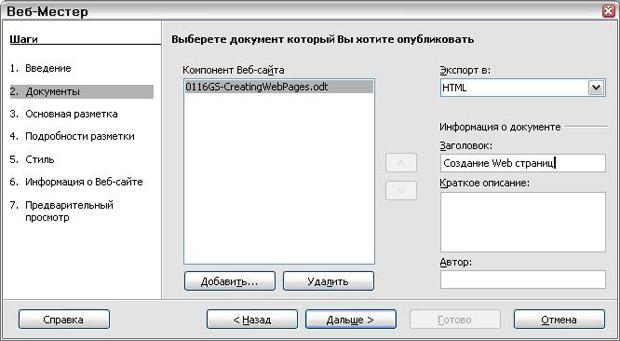 Веб-Мастер
Шаги
1. Введение
2. Документы
3. Основная разметка
4. Подробности разметки
5. Стиль
6. Информация о Веб-сайте
7. Предварительный
просмотр
Выберете документ который Вы хотите опубликовать
Компонент Веб-сайта
0116GS-CreatingWebPages.odt
Добавить...
Удалить
Экспорт в:
HTML
Информация о документе
Заголовок:
Создание Web страниц
Краткое описание:
Автор:
Справка
< Назад
Дальше >
Готово
Отмена